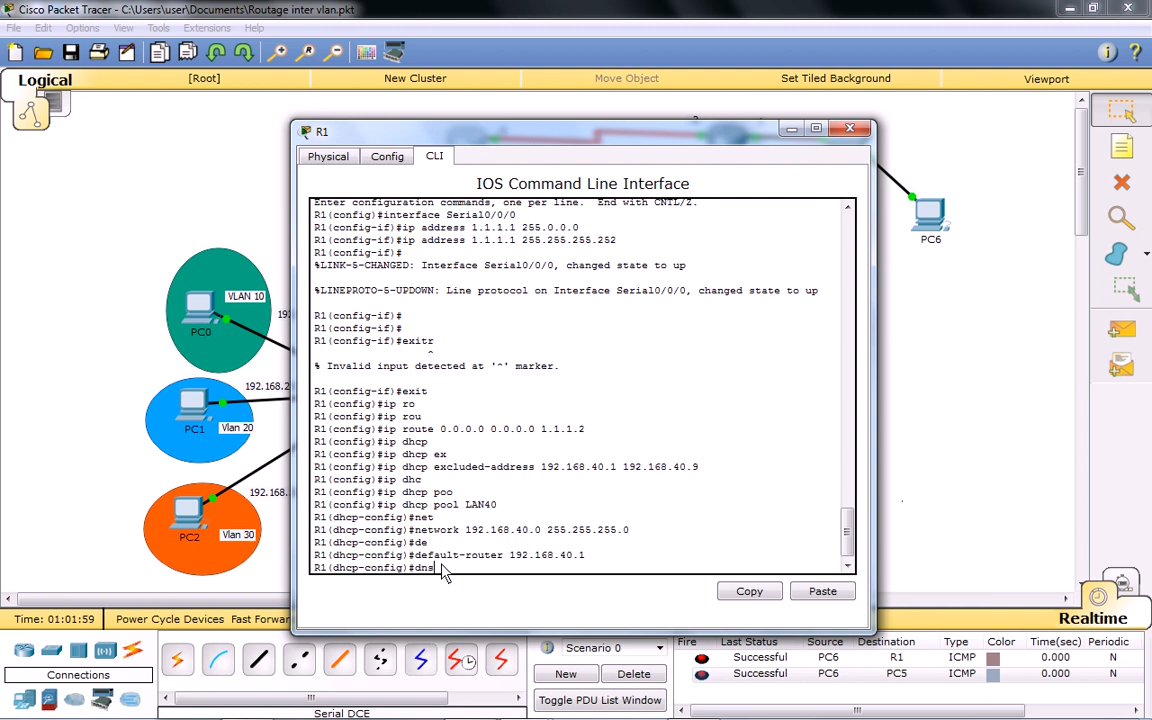 Cisco Packet Tracer - C:\Users\user\Documents\Routage inter vlan.pkt
File Edit Options View Tools Extensions Help
Logical [Root] New Cluster Move Object Set Tiled Background Viewport
R1
Physical Config CLI
IOS Command Line Interface
Enter configuration commands, one per line. End with CNTL/Z.
R1(config)#interface Serial0/0/0
R1(config-if)#ip address 1.1.1.1 255.0.0.0
R1(config-if)#ip address 1.1.1.1 255.255.255.252
R1(config-if)#
%LINK-5-CHANGED: Interface Serial0/0/0, changed state to up
%LINEPROTO-5-UPDOWN: Line protocol on Interface Serial0/0/0, changed state to up
R1(config-if)#
R1(config-if)#
R1(config-if)#exitr
^
% Invalid input detected at '^' marker.
R1(config-if)#exit
R1(config)#ip ro
R1(config)#ip rou
R1(config)#ip route 0.0.0.0 0.0.0.0 1.1.1.2
R1(config)#ip dhcp
R1(config)#ip dhcp ex
R1(config)#ip dhcp excluded-address 192.168.40.1 192.168.40.9
R1(config)#ip dhc
R1(config)#ip dhcp poo
R1(config)#ip dhcp pool LAN40
R1(dhcp-config)#net
R1(dhcp-config)#network 192.168.40.0 255.255.255.0
R1(dhcp-config)#de
R1(dhcp-config)#default-router 192.168.40.1
R1(dhcp-config)#dns
Copy Paste
VLAN 10
PC0
192.168.2
PC1
Vlan 20
192.168.
PC2
Vlan 30
PC6
Time: 01:01:59 Power Cycle Devices Fast Forwar
Realtime
Connections
Serial DCE
Scenario 0
New Delete
Toggle PDU List Window
Fire Last Status Source Destination Type Color Time(sec) Periodic
Successful PC6 R1 ICMP 0.000 N
Successful PC6 PC5 ICMP 0.000 N